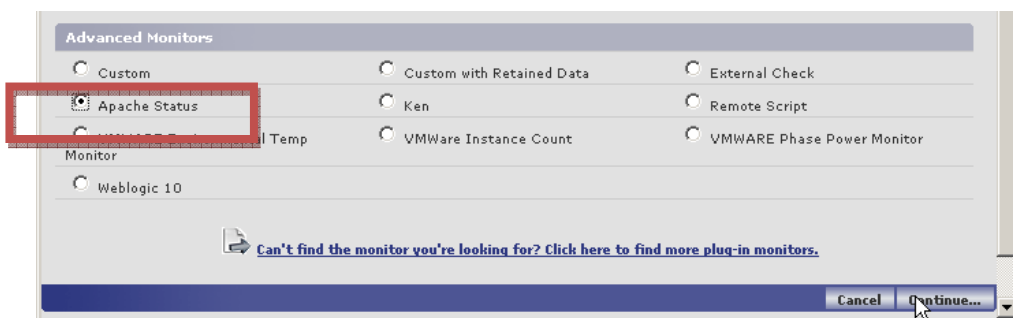 Advanced Monitors
Custom Custom with Retained Data External Check
Apache Status Ken Remote Script
VMWARE Temp VMWare Instance Count VMWARE Phase Power Monitor
Monitor
Weblogic 10
Can't find the monitor you're looking for? Click here to find more plug-in monitors.
Cancel Continue...